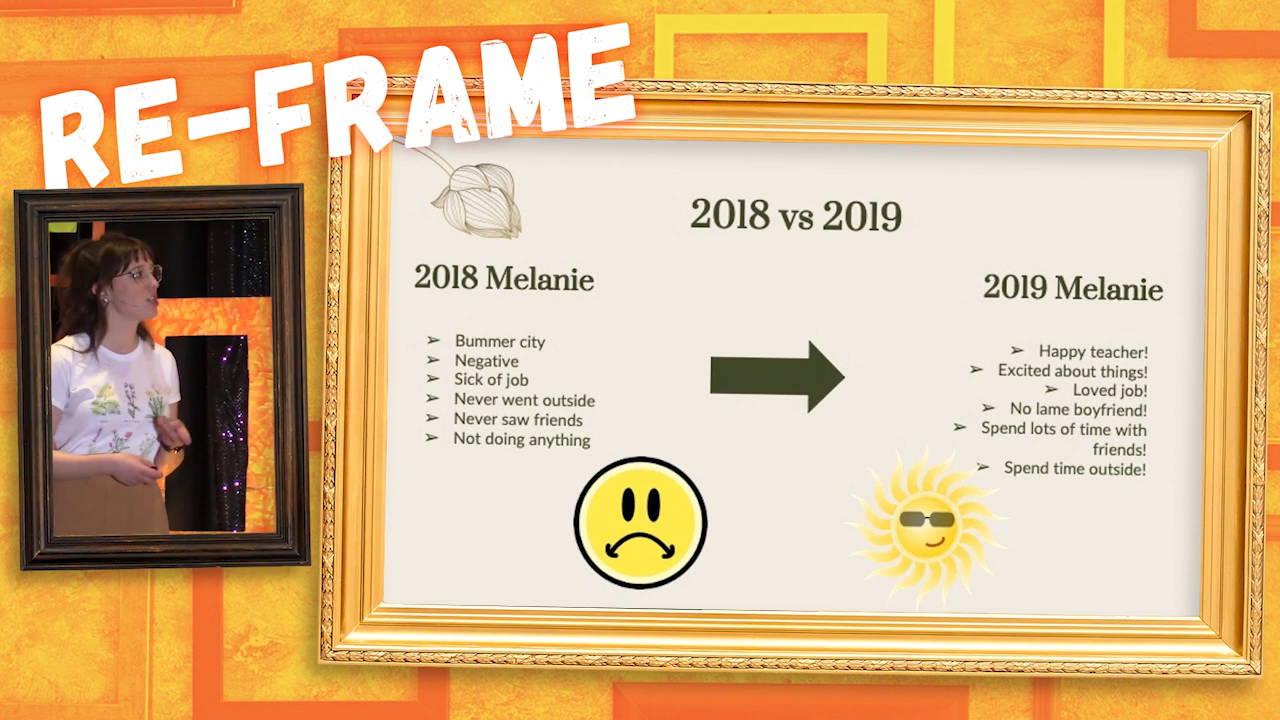 RE-FRAME
2018 vs 2019
2018 Melanie
➢ Bummer city
➢ Negative
➢ Sick of job
➢ Never went outside
➢ Never saw friends
➢ Not doing anything
2019 Melanie
➢ Happy teacher!
➢ Excited about things!
➢ Loved job!
➢ No lame boyfriend!
➢ Spend lots of time with
friends!
➢ Spend time outside!